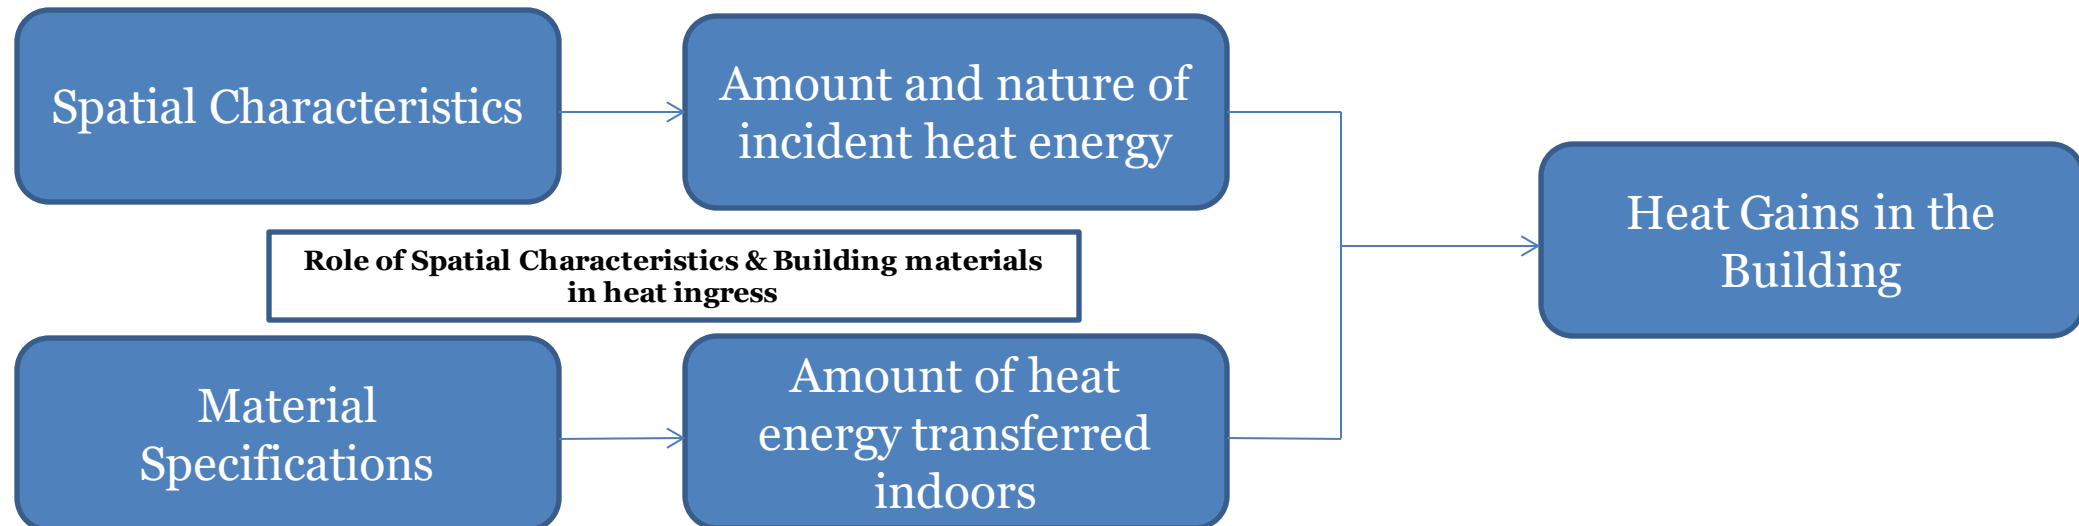 Spatial Characteristics
Amount and nature of
incident heat energy
Heat Gains in the
Building
Role of Spatial Characteristics & Building materials
in heat ingress
Material
Specifications
Amount of heat
energy transferred
indoors